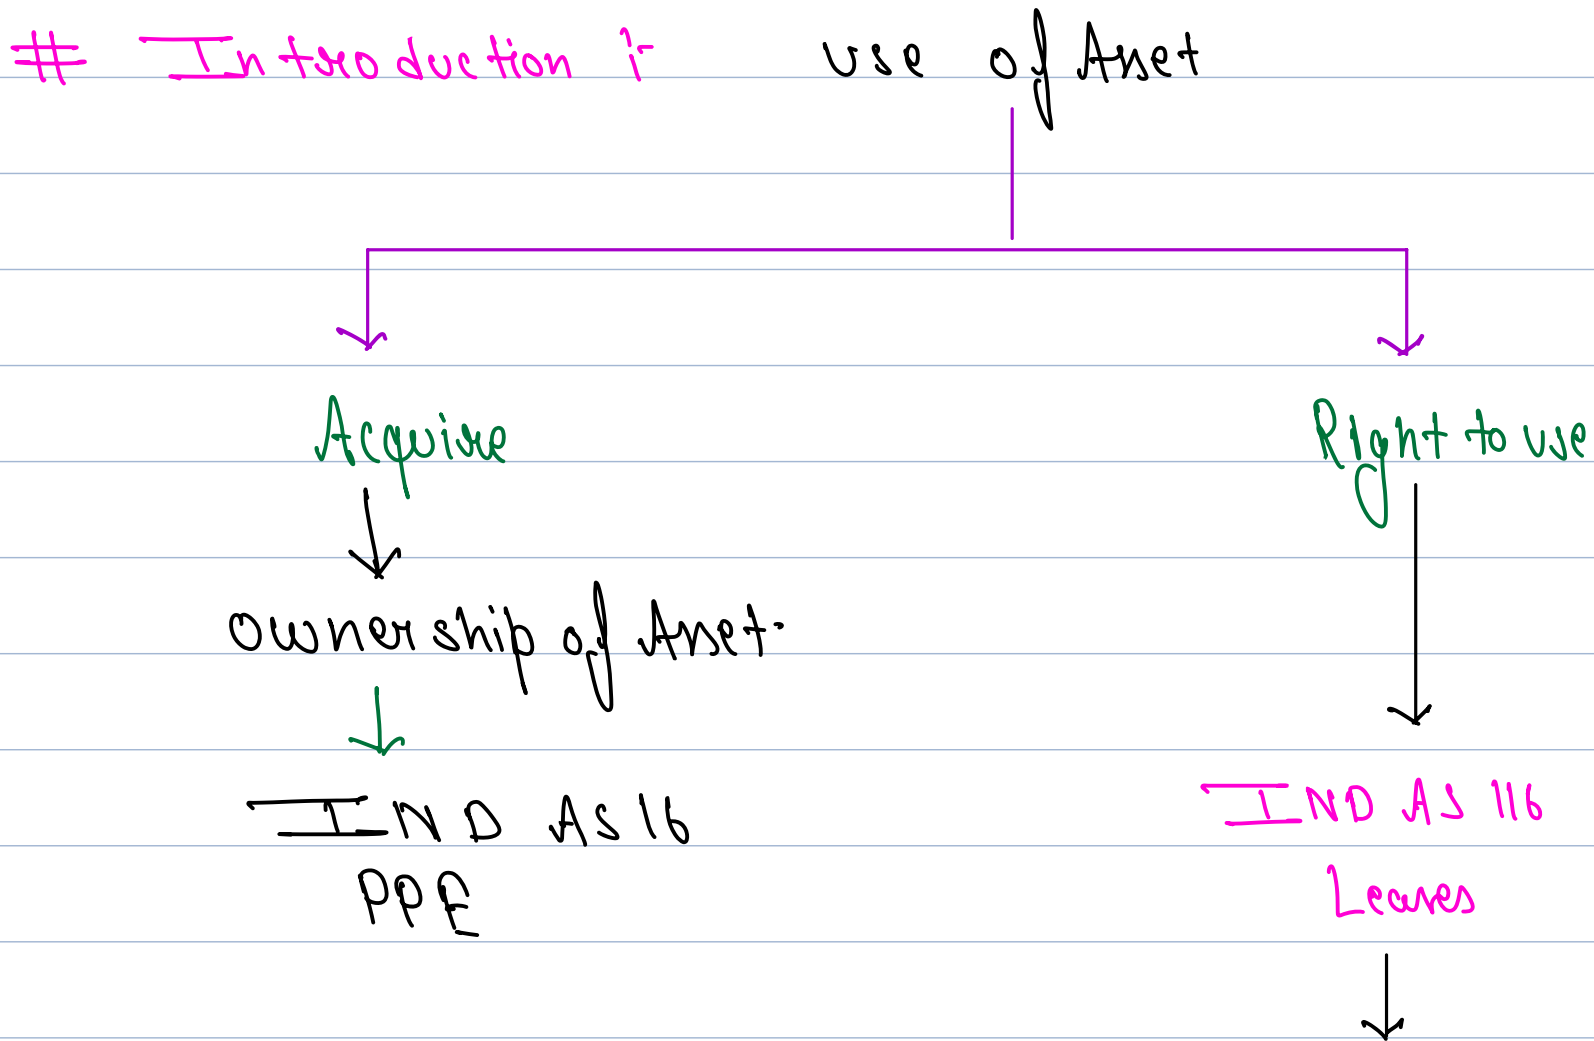 # Introduction :-
use of Asset
Acquire
Right to use
Ownership of Asset.
IND AS 16
IND AS 116
PPE
Leases